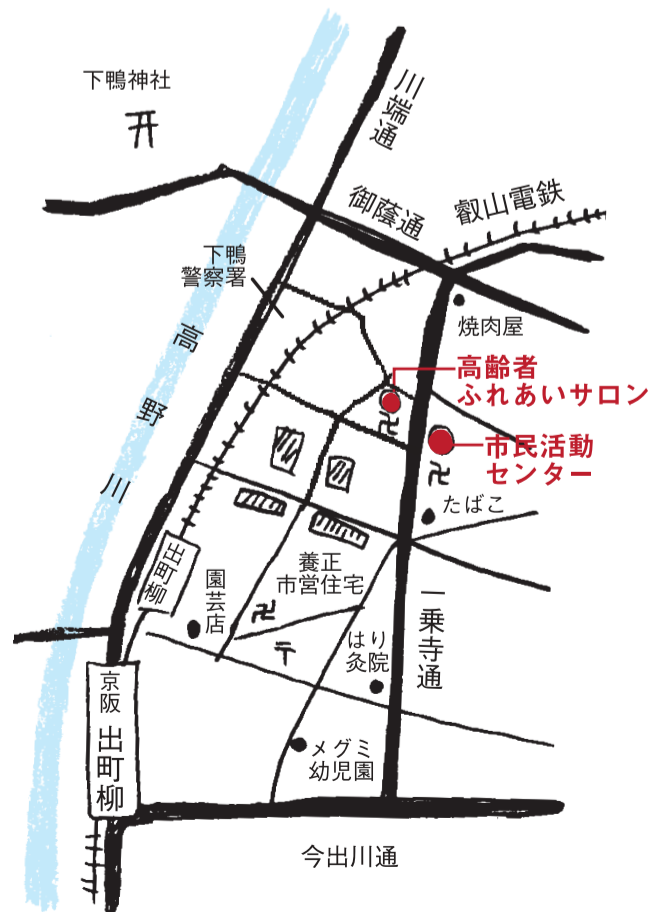 下鴨神社
川端通
御蔭通
叡山電鉄
下鴨
警察署
焼肉屋
高野川
高齢者
ふれあいサロン
市民活動
センター
たばこ
出町柳
園芸店
養正
市営住宅
一乗寺通
はり
灸院
京阪
出町柳
メグミ
幼児園
今出川通